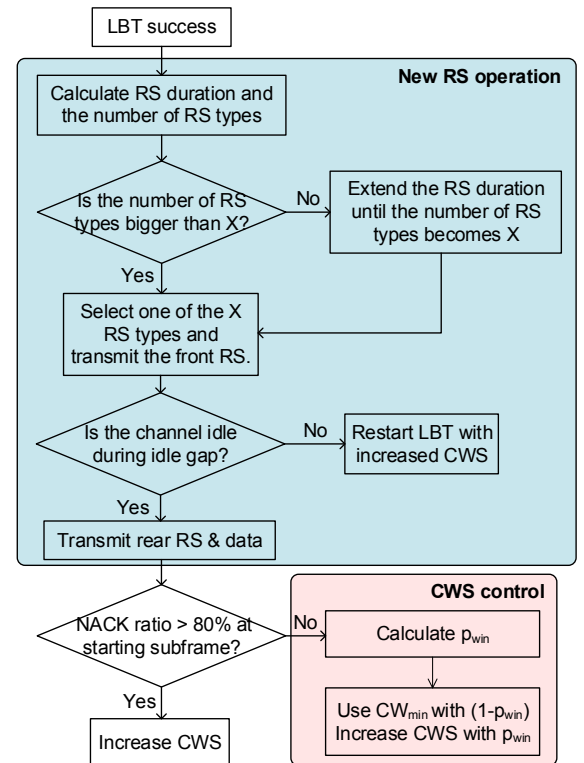 LBT success
New RS operation
Calculate RS duration and
the number of RS types
Is the number of RS
types bigger than X?
No
Extend the RS duration
until the number of RS
types becomes X
Yes
Select one of the X
RS types and
transmit the front RS.
Is the channel idle
during idle gap?
No
Restart LBT with
increased CWS
Yes
Transmit rear RS & data
CWS control
NACK ratio > 80% at
starting subframe?
No
Calculate pwin
Yes
Use CWmin with (1-pwin)
Increase CWS with pwin
Increase CWS